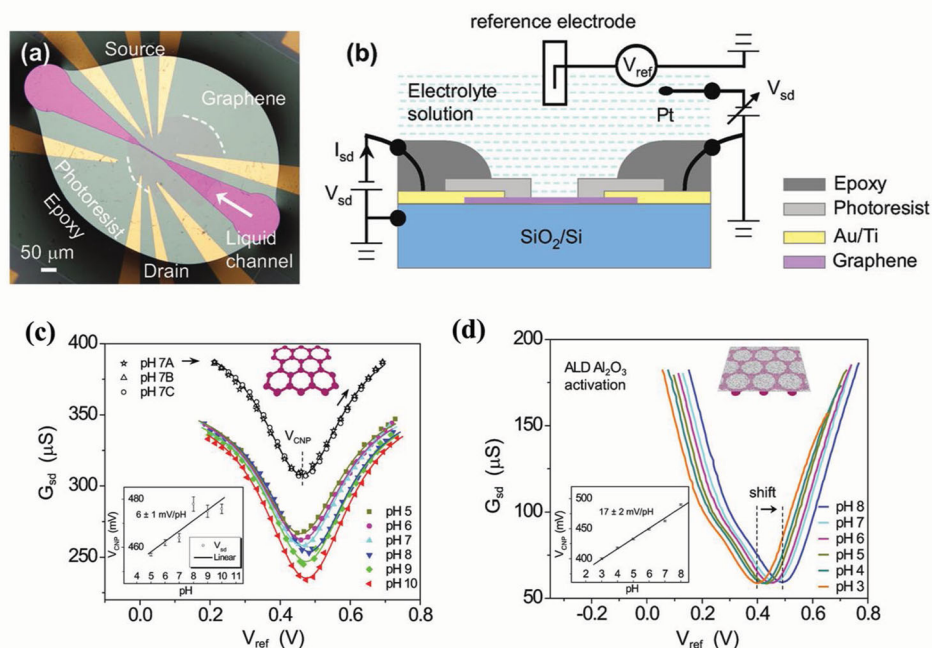 (a)
Source
Graphene
Photoresist
Epoxy
50 μm
Drain
Liquid
channel
(b)
reference electrode
V_ref
Electrolyte
solution
V_sd
Pt
I_sd
V_sd
SiO₂/Si
Epoxy
Photoresist
Au/Ti
Graphene
(c)
400
350
300
250
G_sd (μS)
pH 7A
pH 7B
pH 7C
V_CNP
480
460
V_CNP (mV)
6 ± 1 mV/pH
V_sd
Linear
4 5 6 7 8 9 10 11
pH
pH 5
pH 6
pH 7
pH 8
pH 9
pH 10
0.0 0.2 0.4 0.6 0.8
V_ref (V)
(d)
200
150
100
50
G_sd (μS)
ALD Al₂O₃
activation
500
450
400
V_CNP (mV)
17 ± 2 mV/pH
2 3 4 5 6 7 8
pH
shift
pH 8
pH 7
pH 6
pH 5
pH 4
pH 3
-0.2 0.0 0.2 0.4 0.6 0.8
V_ref (V)